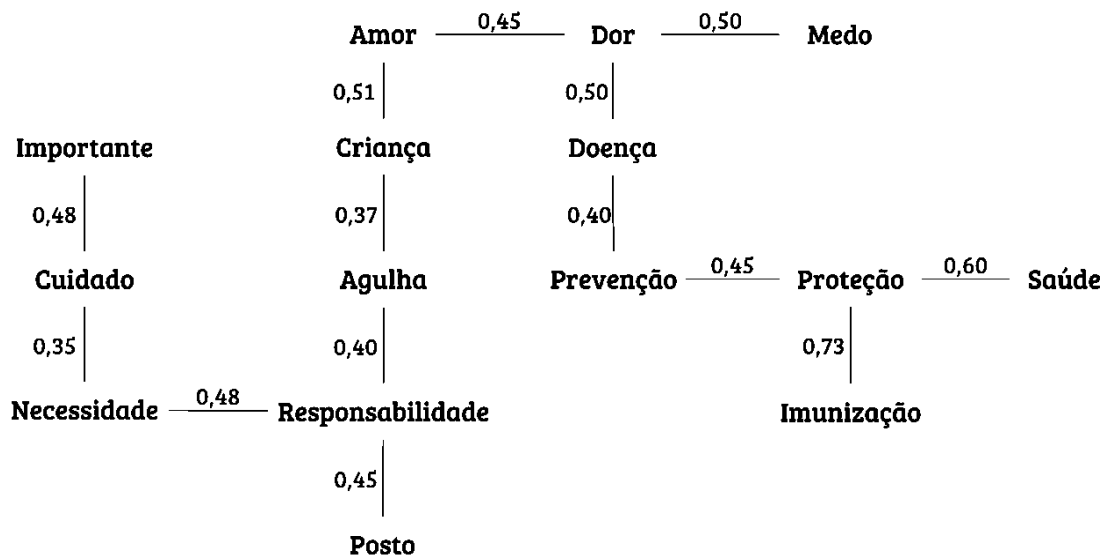 Amor 0,45 Dor 0,50 Medo
0,51 0,50
Importante Criança Doença
0,48 0,37 0,40
Cuidado Agulha Prevenção 0,45 Proteção 0,60 Saúde
0,35 0,40 0,73
Necessidade 0,48 Responsabilidade Imunização
0,45
Posto